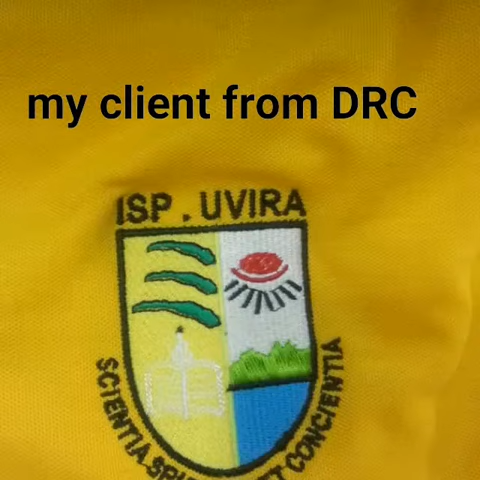 my client from DRC
ISP . UVIRA
SCIENTIA
CONCIENTIA